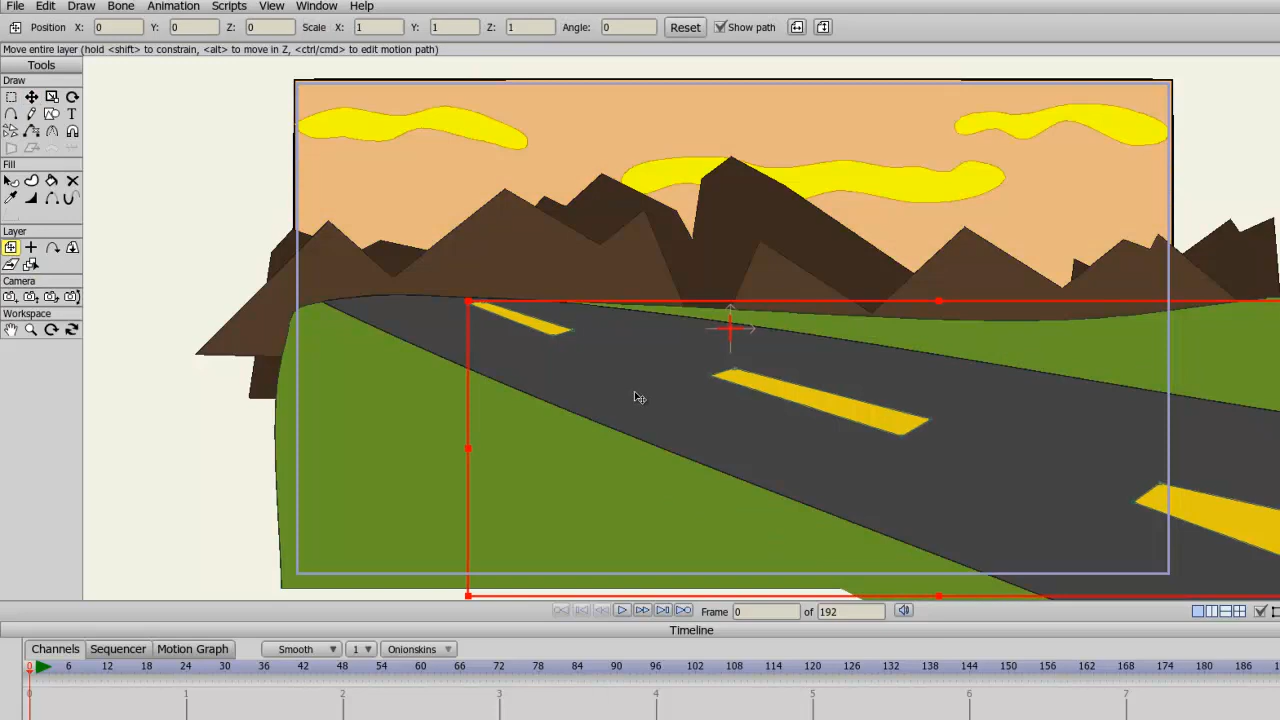 File Edit Draw Bone Animation Scripts View Window Help
Position X: 0 Y: 0 Z: 0 Scale X: 1 Y: 1 Z: 1 Angle: 0 Reset Show path
Move entire layer (hold <shift> to constrain, <alt> to move in Z, <ctrl/cmd> to edit motion path)
Tools
Draw
T
Fill
Layer
Camera
Workspace
Frame 0 of 192
Timeline
Channels Sequencer Motion Graph Smooth 1 Onionskins
0 6 12 18 24 30 36 42 48 54 60 66 72 78 84 90 96 102 108 114 120 126 132 138 144 150 156 162 168 174 180 186
0 1 2 3 4 5 6 7